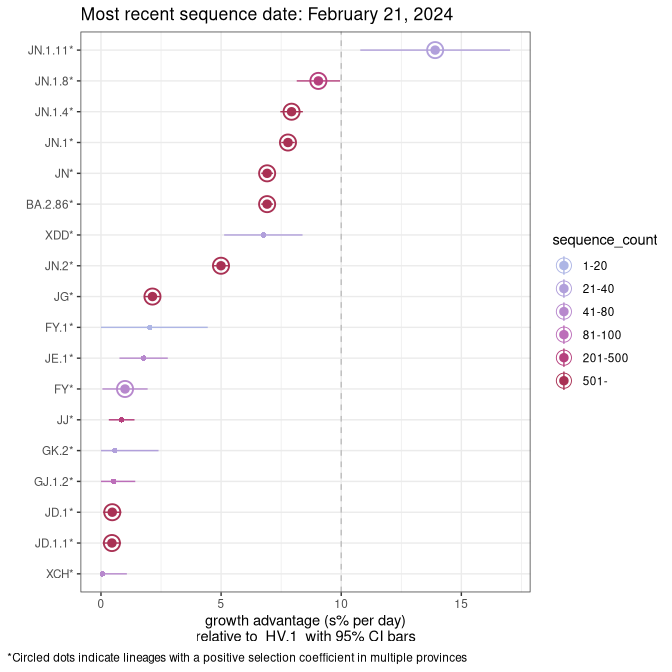 Most recent sequence date: February 21, 2024
JN.1.11*
JN.1.8*
JN.1.4*
JN.1*
JN*
BA.2.86*
XDD*
JN.2*
JG*
FY.1*
JE.1*
FY*
JJ*
GK.2*
GJ.1.2*
JD.1*
JD.1.1*
XCH*
0 5 10 15
growth advantage (s% per day)
relative to HV.1 with 95% CI bars
sequence_count
1-20
21-40
41-80
81-100
201-500
501-
*Circled dots indicate lineages with a positive selection coefficient in multiple provinces